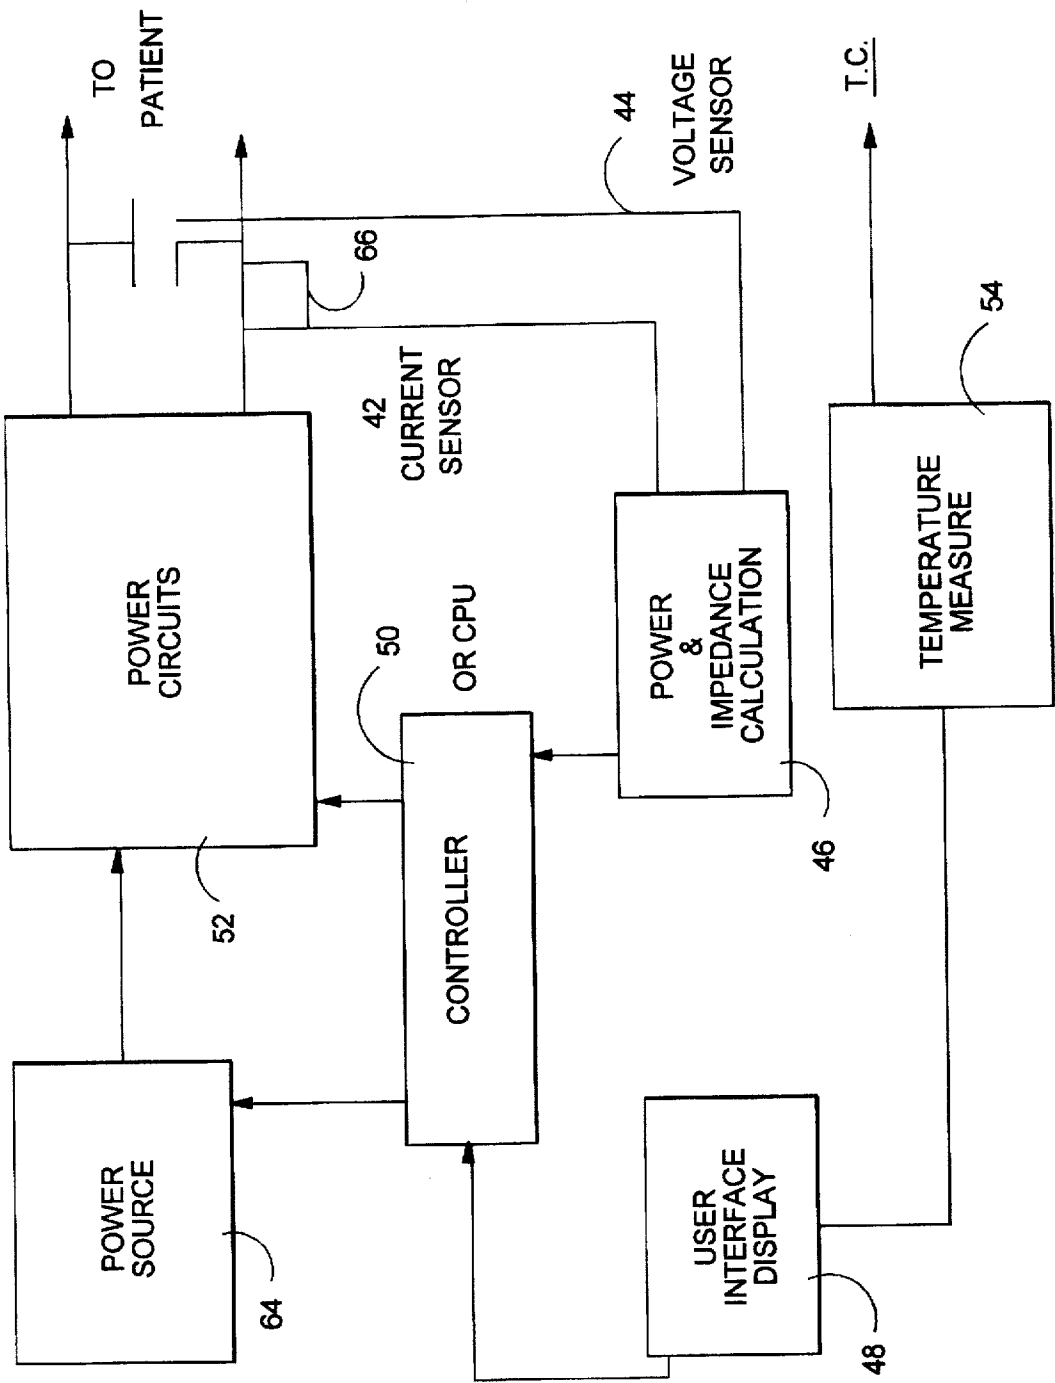 POWER
SOURCE
64
POWER
CIRCUITS
52
TO
PATIENT
66
42
CURRENT
SENSOR
44
VOLTAGE
SENSOR
CONTROLLER
50
OR CPU
POWER
&
IMPEDANCE
CALCULATION
46
USER
INTERFACE
DISPLAY
48
TEMPERATURE
MEASURE
54
T.C.